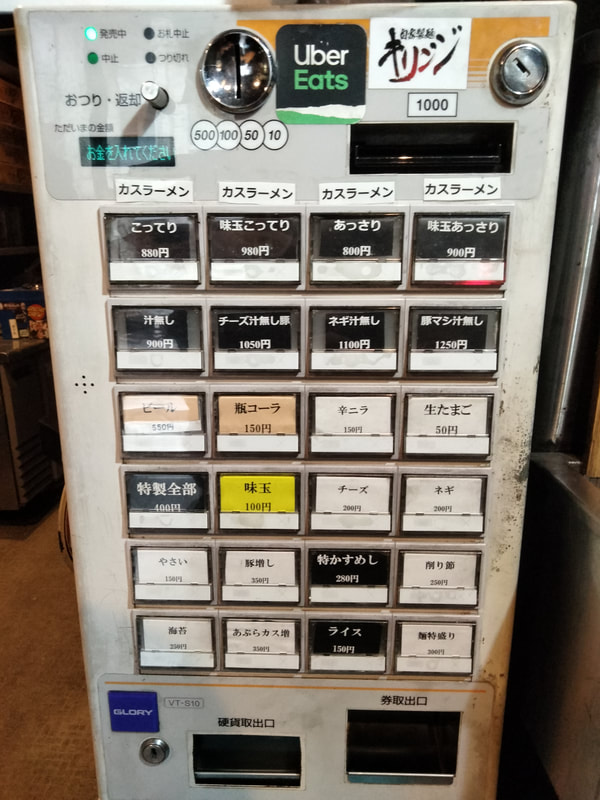 発売中
お札中止
中止
つり切れ
おつり・返却
ただいまの金額
お金を入れてください
Uber
Eats
自家製麺
キリンジ
1000
500 100 50 10
カスラーメン
カスラーメン
カスラーメン
カスラーメン
こってり
880円
味玉こってり
980円
あっさり
800円
味玉あっさり
900円
汁無し
900円
チーズ汁無し豚
1050円
ネギ汁無し
1100円
豚マシ汁無し
1250円
ビール
550円
瓶コーラ
150円
辛ニラ
150円
生たまご
50円
特製全部
400円
味玉
100円
チーズ
200円
ネギ
200円
やさい
150円
豚増し
350円
特かすめし
280円
削り節
250円
海苔
250円
あぶらカス増
350円
ライス
150円
麺特盛り
300円
GLORY
VT-S10
硬貨取出口
券取出口